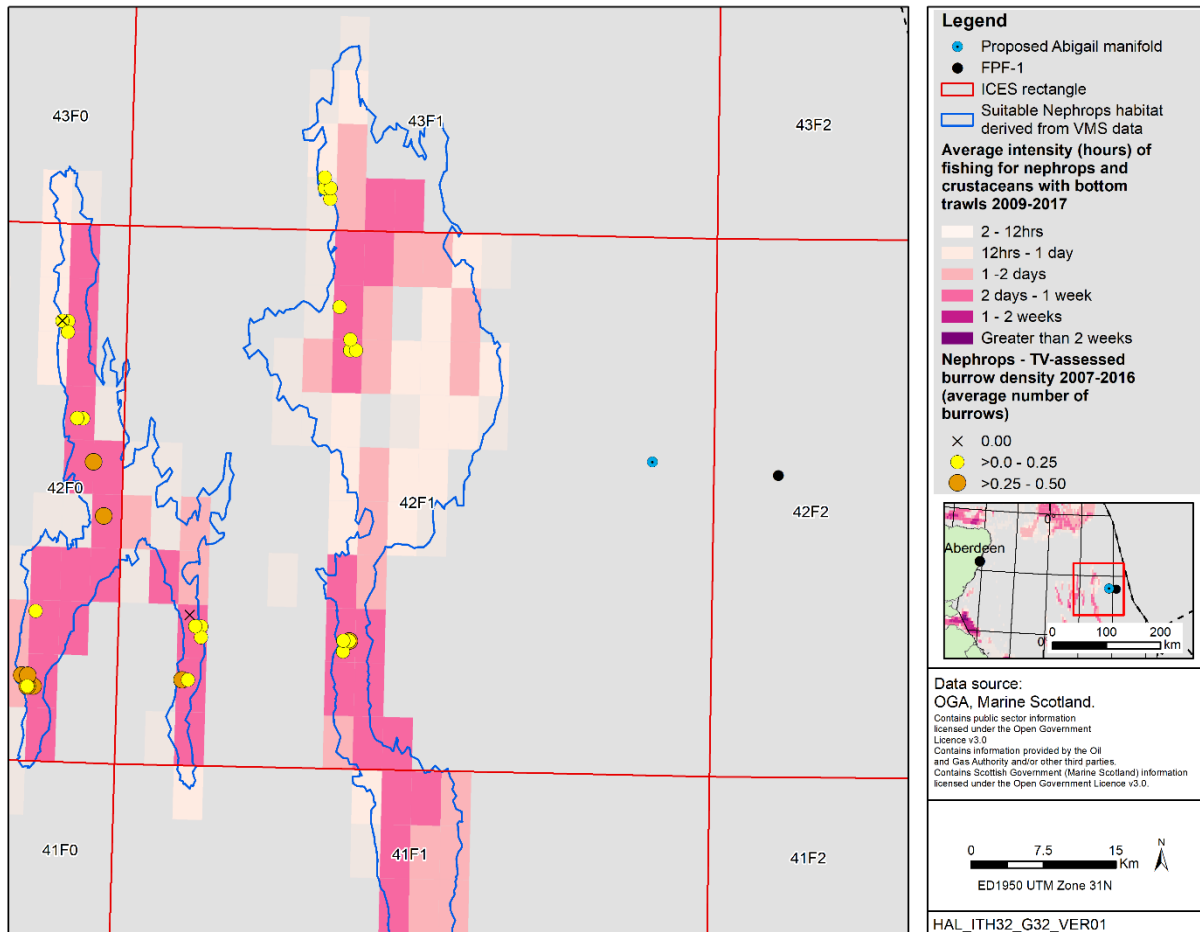 43F0
43F1
43F2
42F0
42F1
42F2
41F0
41F1
41F2
Legend
Proposed Abigail manifold
FPF-1
ICES rectangle
Suitable Nephrops habitat
derived from VMS data
Average intensity (hours) of
fishing for nephrops and
crustaceans with bottom
trawls 2009-2017
2 - 12hrs
12hrs - 1 day
1 -2 days
2 days - 1 week
1 - 2 weeks
Greater than 2 weeks
Nephrops - TV-assessed
burrow density 2007-2016
(average number of
burrows)
0.00
>0.0 - 0.25
>0.25 - 0.50
0°
Aberdeen
0°
0 100 200
km
Data source:
OGA, Marine Scotland.
Contains public sector information
licensed under the Open Government
Licence v3.0
Contains information provided by the Oil
and Gas Authority and/or other third parties.
Contains Scottish Government (Marine Scotland) information
licensed under the Open Government Licence v3.0.
0 7.5 15
Km
N
ED1950 UTM Zone 31N
HAL_ITH32_G32_VER01